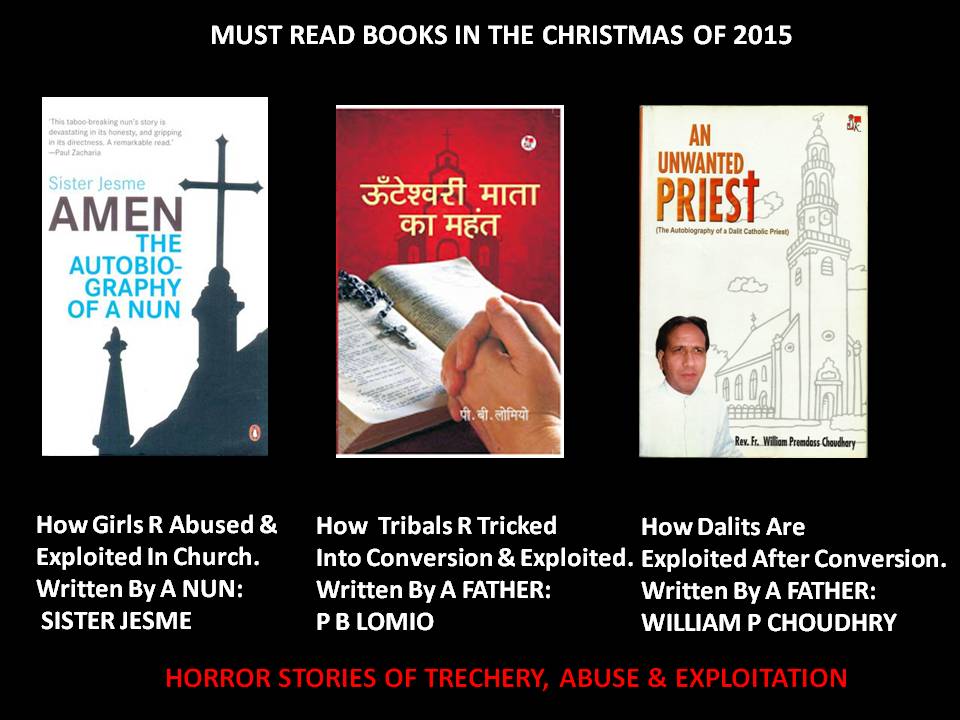 MUST READ BOOKS IN THE CHRISTMAS OF 2015
'This taboo-breaking nun's story is
devastating in its honesty, and gripping
in its directness. A remarkable read.'
—Paul Zacharia
Sister Jesme
AMEN
THE
AUTOBIO-
GRAPHY
OF A NUN
ऊँटेश्वरी माता
का महंत
पी.बी.लोमियो
AN
UNWANTED
PRIEST
(The Autobiography of a Dalit Catholic Priest)
Rev. Fr. William Premdass Chaudhary
How Girls R Abused &
Exploited In Church.
Written By A NUN:
SISTER JESME
How Tribals R Tricked
Into Conversion & Exploited.
Written By A FATHER:
P B LOMIO
How Dalits Are
Exploited After Conversion.
Written By A FATHER:
WILLIAM P CHOUDHRY
HORROR STORIES OF TRECHERY, ABUSE & EXPLOITATION